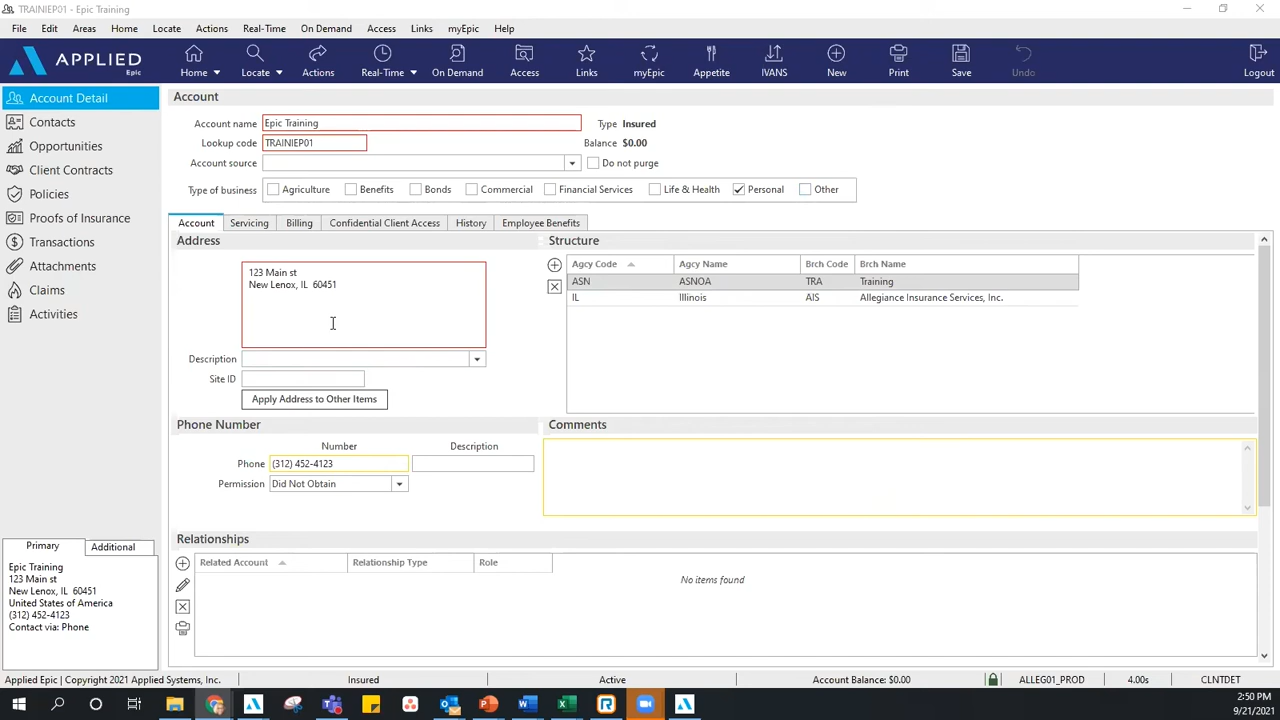 TRAINIEP01 - Epic Training
File Edit Areas Home Locate Actions Real-Time On Demand Access Links myEpic Help
APPLIED Epic
Home Locate Actions Real-Time On Demand Access Links myEpic Appetite IVANS New Print Save Undo Logout
Account Detail
Contacts
Opportunities
Client Contracts
Policies
Proofs of Insurance
Transactions
Attachments
Claims
Activities
Account
Account name Epic Training Type Insured
Lookup code TRAINIEP01 Balance $0.00
Account source Do not purge
Type of business Agriculture Benefits Bonds Commercial Financial Services Life & Health Personal Other
Account Servicing Billing Confidential Client Access History Employee Benefits
Address
123 Main st
New Lenox, IL 60451
Description
Site ID
Apply Address to Other Items
Structure
Agcy Code Agcy Name Brch Code Brch Name
ASN ASNOA TRA Training
IL Illinois AIS Allegiance Insurance Services, Inc.
Phone Number
Number Description
Phone (312) 452-4123
Permission Did Not Obtain
Comments
Relationships
Related Account Relationship Type Role
No items found
Primary Additional
Epic Training
123 Main st
New Lenox, IL 60451
United States of America
(312) 452-4123
Contact via: Phone
Applied Epic | Copyright 2021 Applied Systems, Inc. Insured Active Account Balance: $0.00 ALLEG01_PROD 4.00s CLNTDET
2:50 PM
9/21/2021